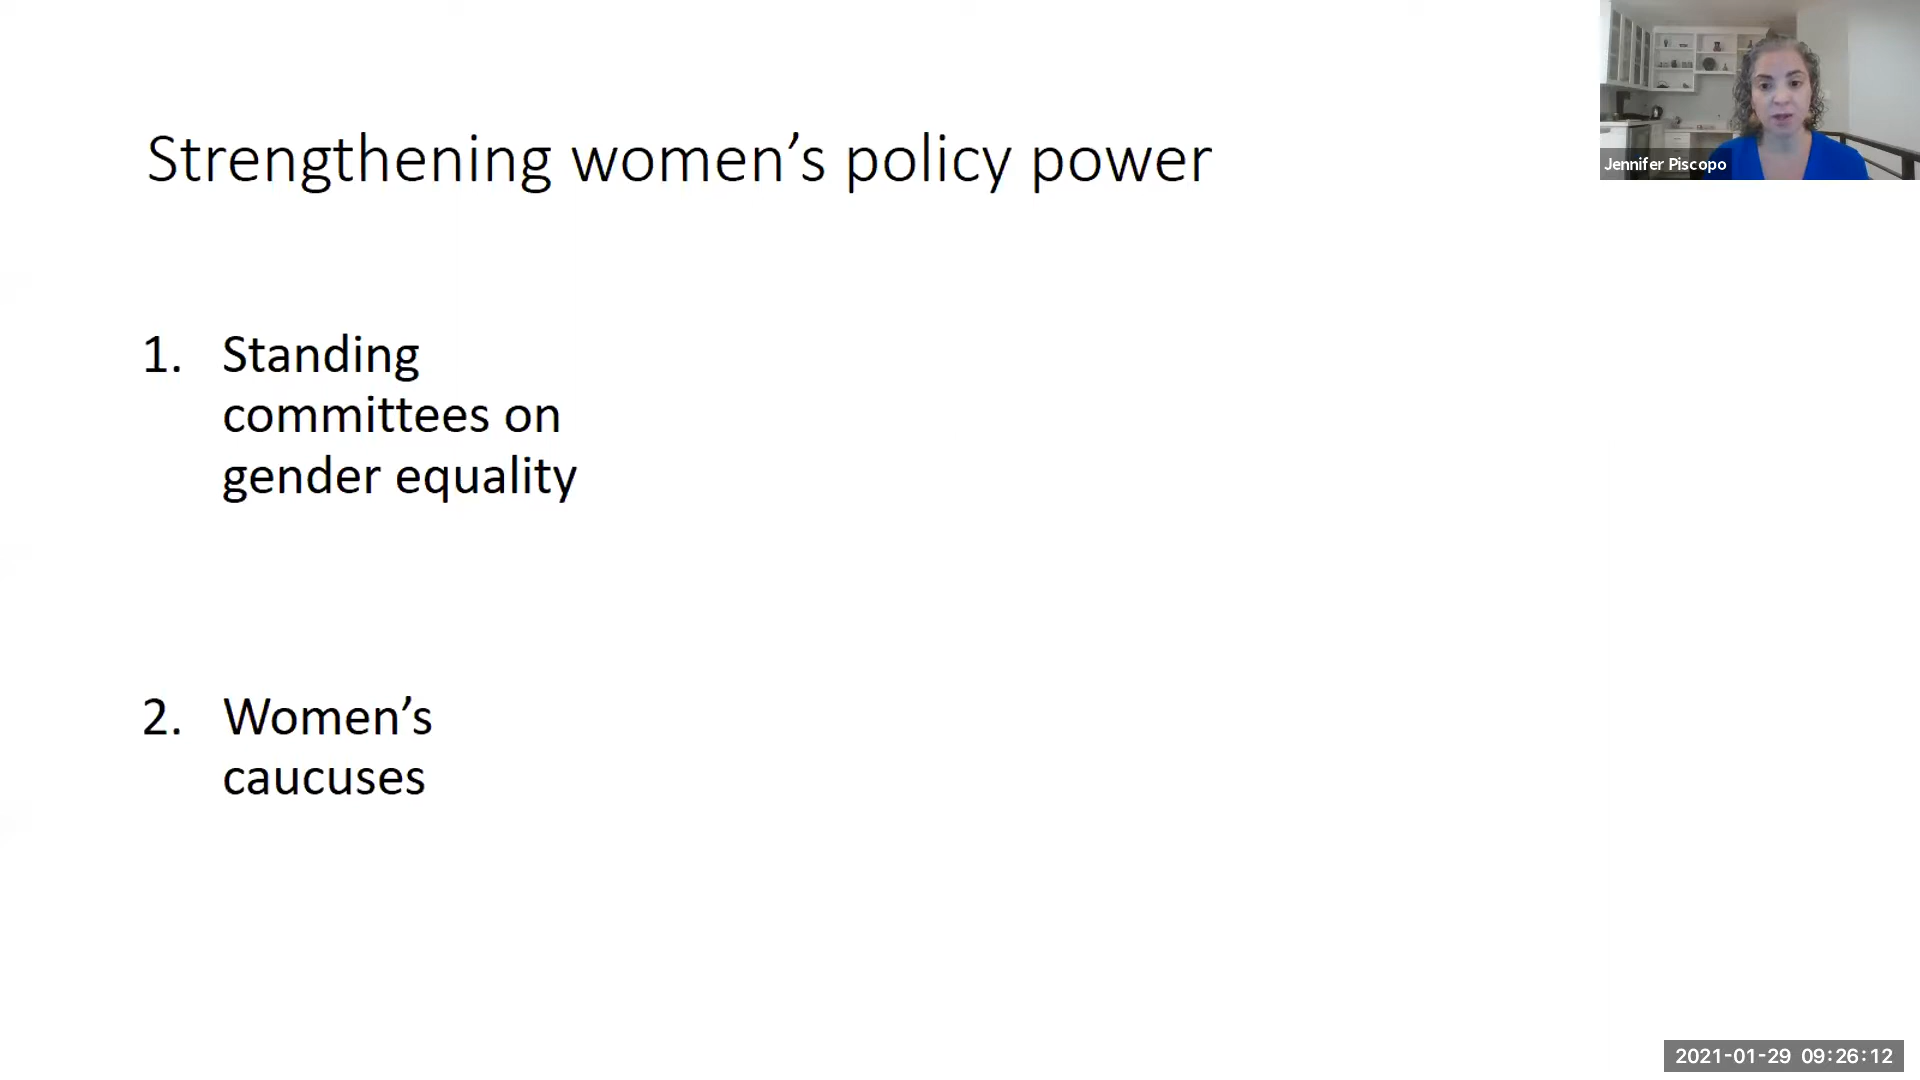 Strengthening women’s policy power
Jennifer Piscopo
1. Standing
committees on
gender equality
2. Women’s
caucuses
2021-01-29 09:26:12